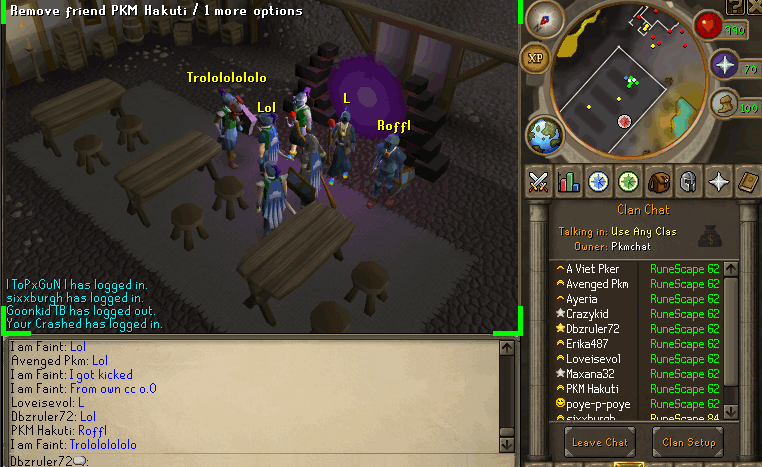 Remove friend PKM Hakuti / 1 more options
Trolololololo
Lol
L
Roffl
I ToPxGuN I has logged in.
sixxburgh has logged in.
Goonkid TB has logged out.
Your Crashed has logged in.
I am Faint: Lol
Avenged Pkm: Lol
I am Faint: I got kicked
I am Faint: From own cc o.O
Loveisevol: L
Dbzruler72: Lol
PKM Hakuti: Roffl
I am Faint: Trolololololo
Dbzruler72:
?
990
XP
70
100
Clan Chat
Talking in: Use Any Clas
Owner: Pkmchat
A Viet Pker RuneScape 62
Avenged Pkm RuneScape 62
Ayeria RuneScape 62
Crazykid RuneScape 62
Dbzruler72 RuneScape 62
Erika487 RuneScape 62
Loveisevol RuneScape 62
Maxana32 RuneScape 62
PKM Hakuti RuneScape 62
poye-p-poye RuneScape 62
sixxburgh RuneScape 84
Leave Chat
Clan Setup